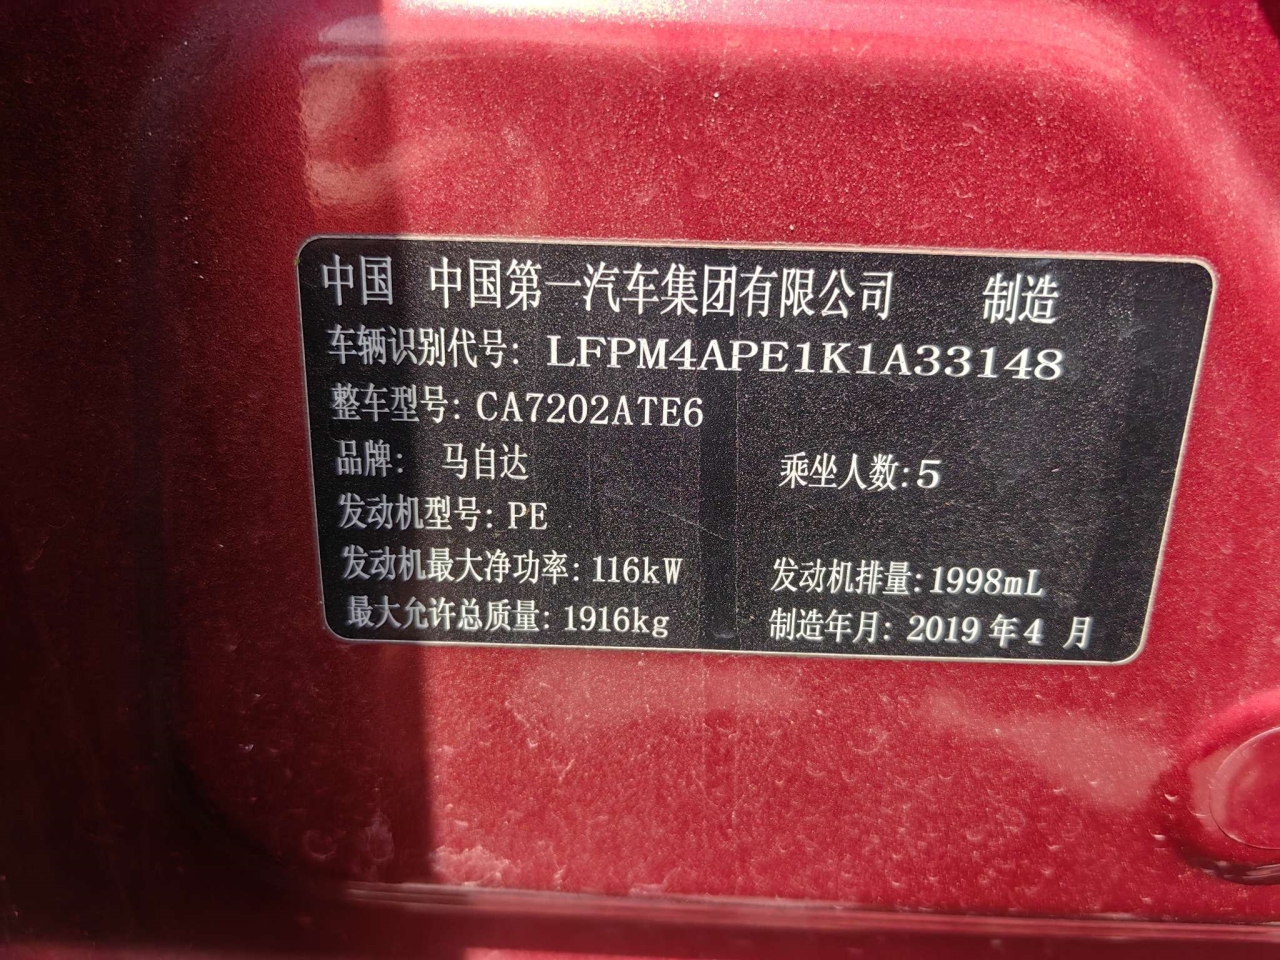 中国 中国第一汽车集团有限公司 制造
车辆识别代号: LFPM4APE1K1A33148
整车型号: CA7202ATE6
品牌: 马自达 乘坐人数: 5
发动机型号: PE
发动机最大净功率: 116kW 发动机排量: 1998mL
最大允许总质量: 1916kg 制造年月: 2019 年 4 月